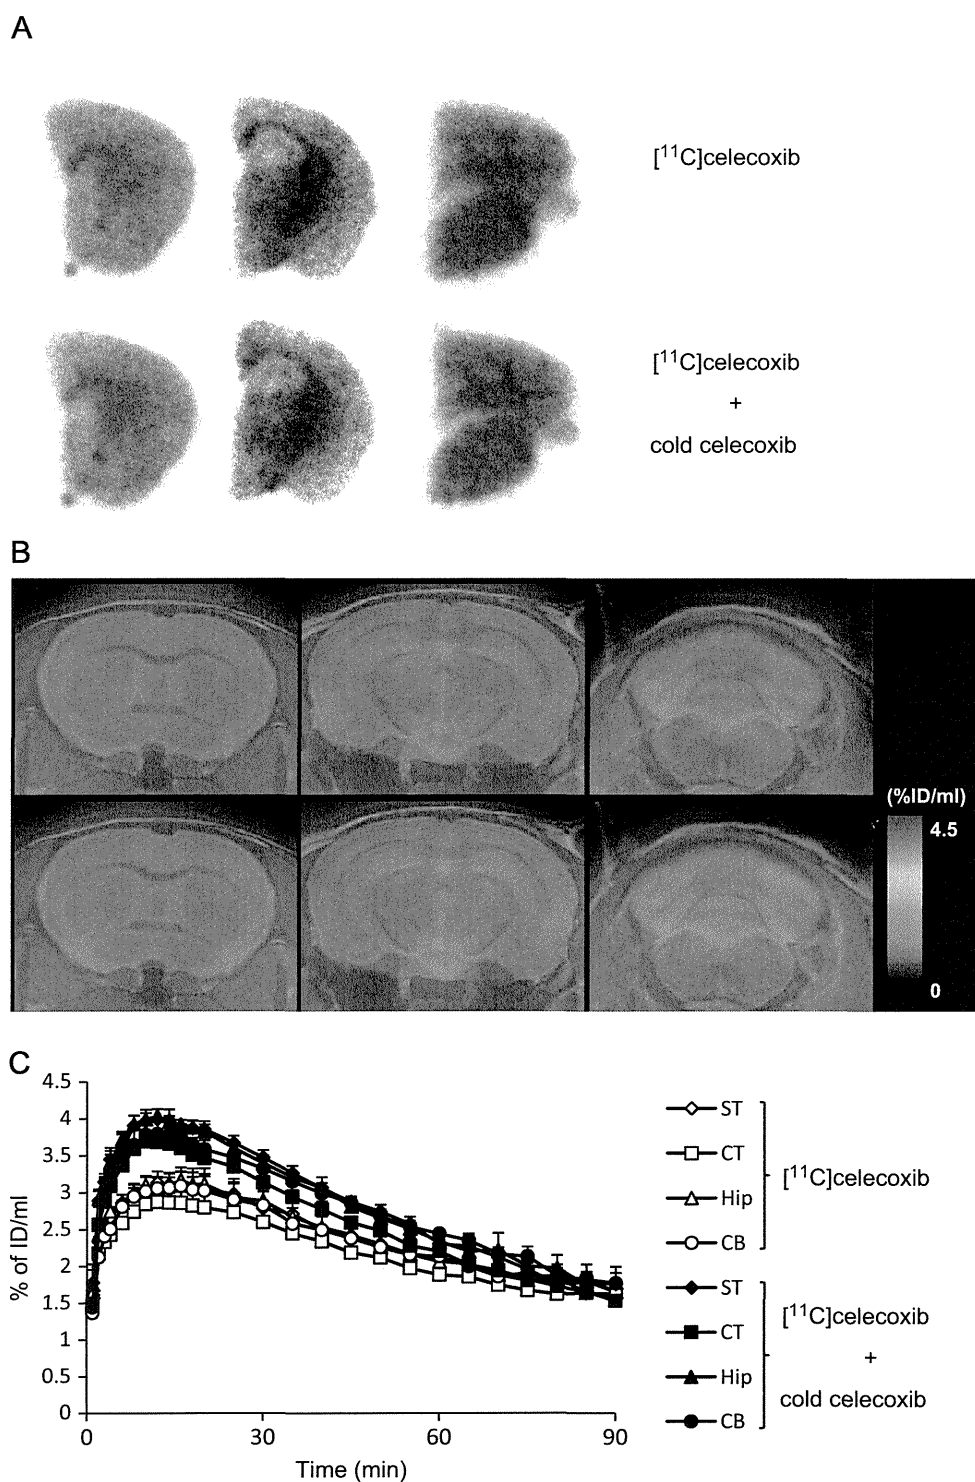 A
[¹¹C]celecoxib
[¹¹C]celecoxib
+
cold celecoxib
B
(%ID/ml)
4.5
0
C
% of ID/ml
4.5
4
3.5
3
2.5
2
1.5
1
0.5
0
0
30
60
90
Time (min)
ST
CT
Hip
CB
[¹¹C]celecoxib
ST
CT
Hip
CB
[¹¹C]celecoxib
+
cold celecoxib